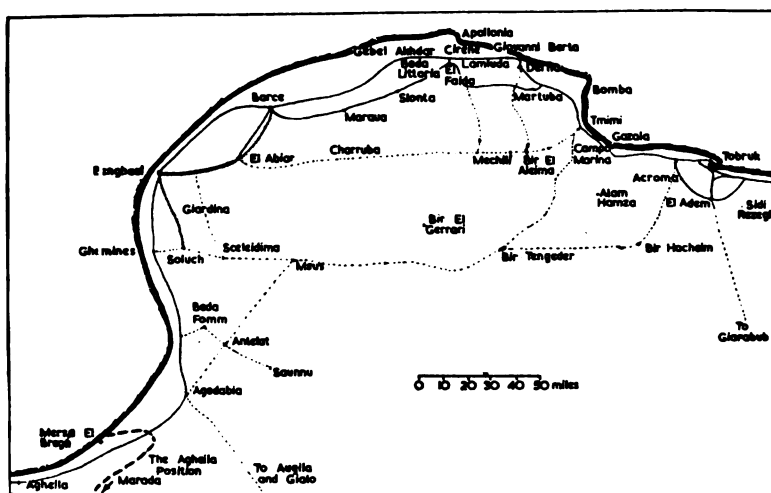 Apollonia
Gebel Akhdar Cirene Giovanni Berta
Beda
Littoria
El
Faida
Lamluda
Derna
Barce
Slonta
Maraua
Martuba
Bomba
Tmimi
Gazala
Tobruk
Benghasi
El Abiar
Charruba
Mechili
Bir El
Aleima
Campo
Marina
Acroma
El
Adem
Sidi
Rezegh
Giardina
Alam
Hamza
Bir El
Gerrari
Ghemines
Soluch
Sceleidima
Msus
Bir Tengeder
Bir Hacheim
Beda
Fomm
Antelat
Saunnu
To
Giarabub
Agedabia
0 10 20 30 40 50 miles
Mersa El
Brega
The Agheila
Position
Agheila
Marada
To Augila
and Gialo